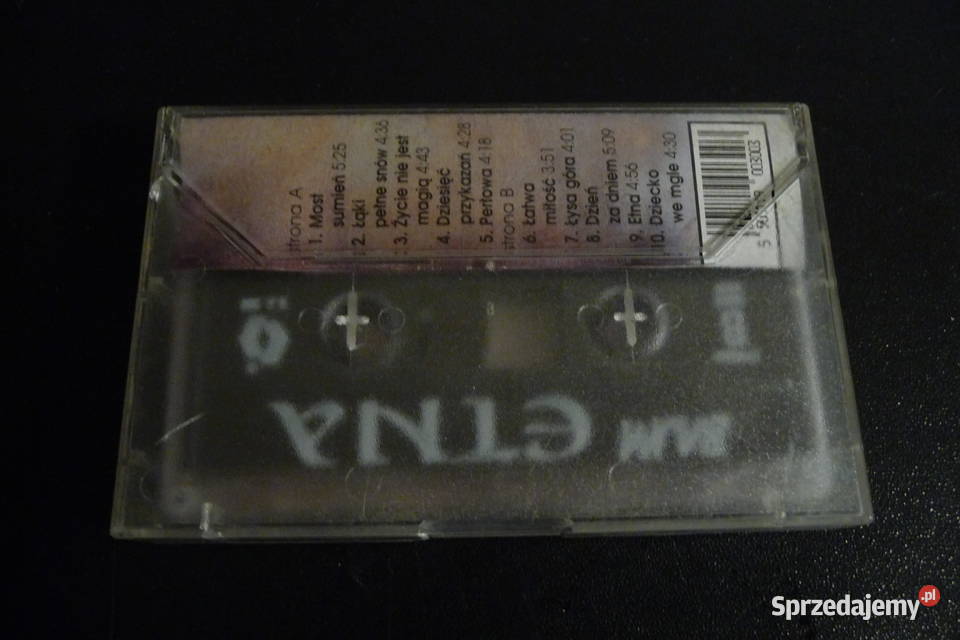 strona A
1. Most
sumień 5:25
2. Łąki
pełne snów 4:36
3. Życie nie jest
magią 4:43
4. Dziesięć
przykazań 4:28
5. Perłowa 4:18
strona B
6. Łatwa
miłość 3:51
7. Łysa góra 4:01
8. Dzień
za dniem 5:09
9. Etna 4:56
10. Dziecko
we mgle 4:30
ETNA
Sprzedajemy.pl